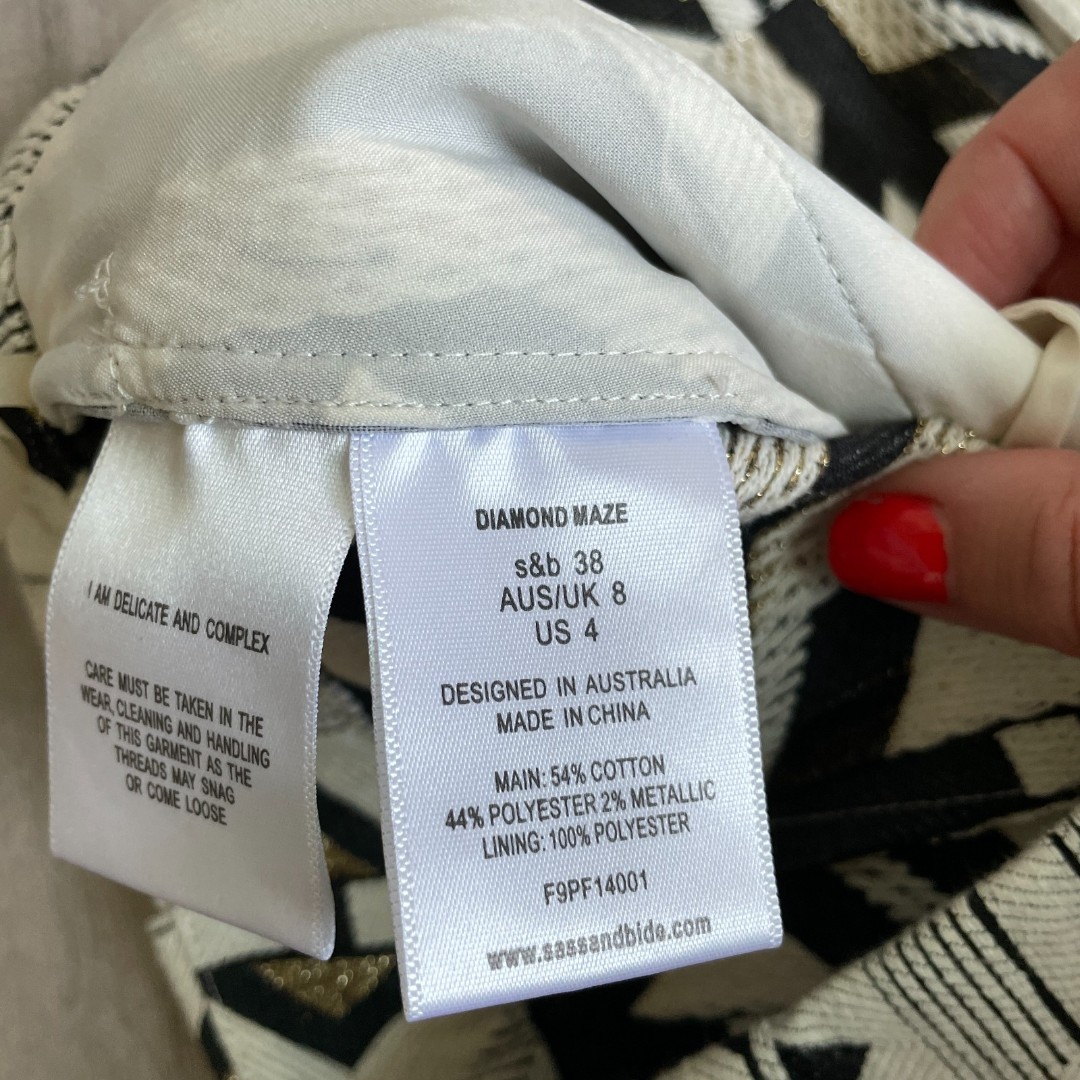 I AM DELICATE AND COMPLEX
CARE MUST BE TAKEN IN THE
WEAR, CLEANING AND HANDLING
OF THIS GARMENT AS THE
THREADS MAY SNAG
OR COME LOOSE
DIAMOND MAZE
s&b 38
AUS/UK 8
US 4
DESIGNED IN AUSTRALIA
MADE IN CHINA
MAIN: 54% COTTON
44% POLYESTER 2% METALLIC
LINING: 100% POLYESTER
F9PF14001
www.sassandbide.com